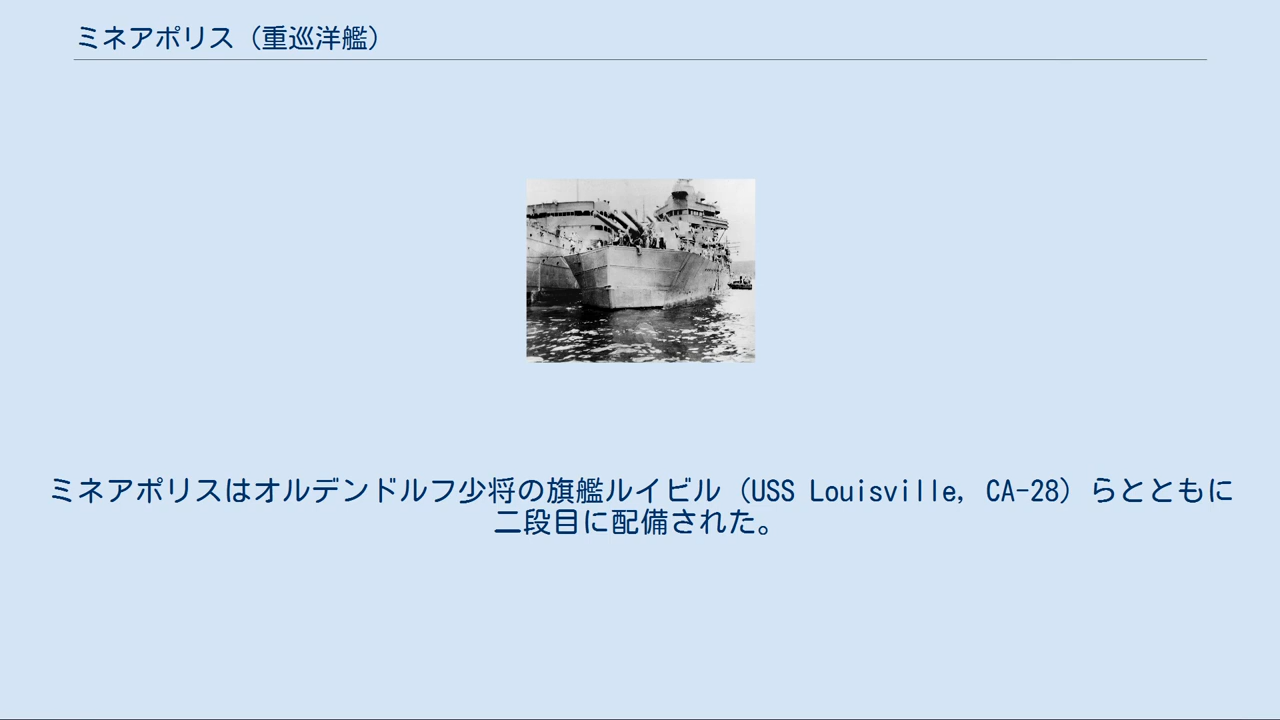 ミネアポリス（重巡洋艦）
ミネアポリスはオルデンドルフ少将の旗艦ルイビル（USS Louisville, CA-28）らとともに
二段目に配備された。